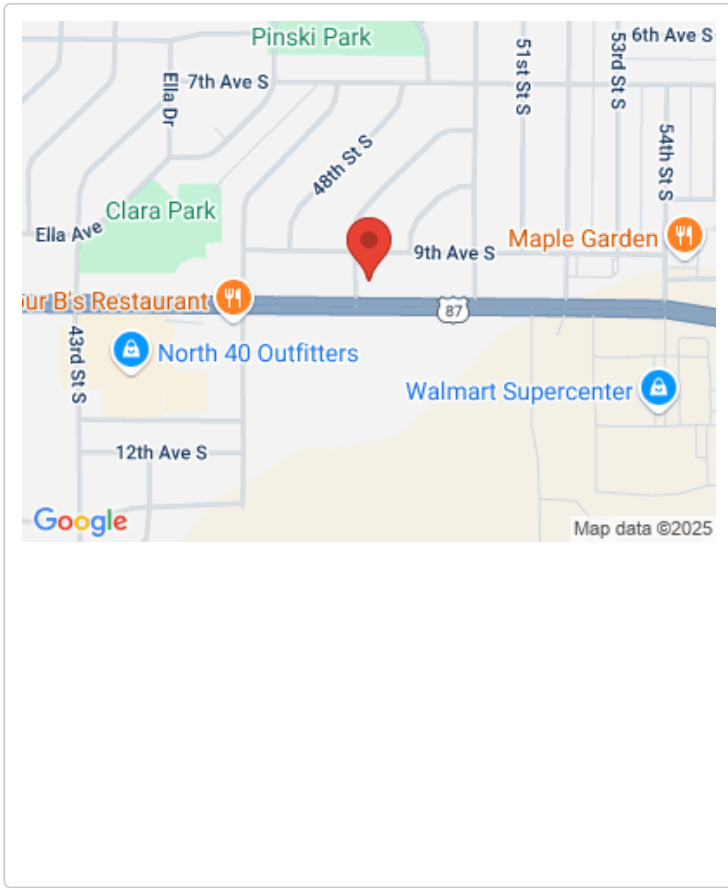 Pinski Park
6th Ave S
7th Ave S
Ella Dr
51st St S
53rd St S
54th St S
48th St S
Clara Park
Ella Ave
9th Ave S
Maple Garden
ur B's Restaurant
87
North 40 Outfitters
43rd St S
Walmart Supercenter
12th Ave S
Google
Map data ©2025